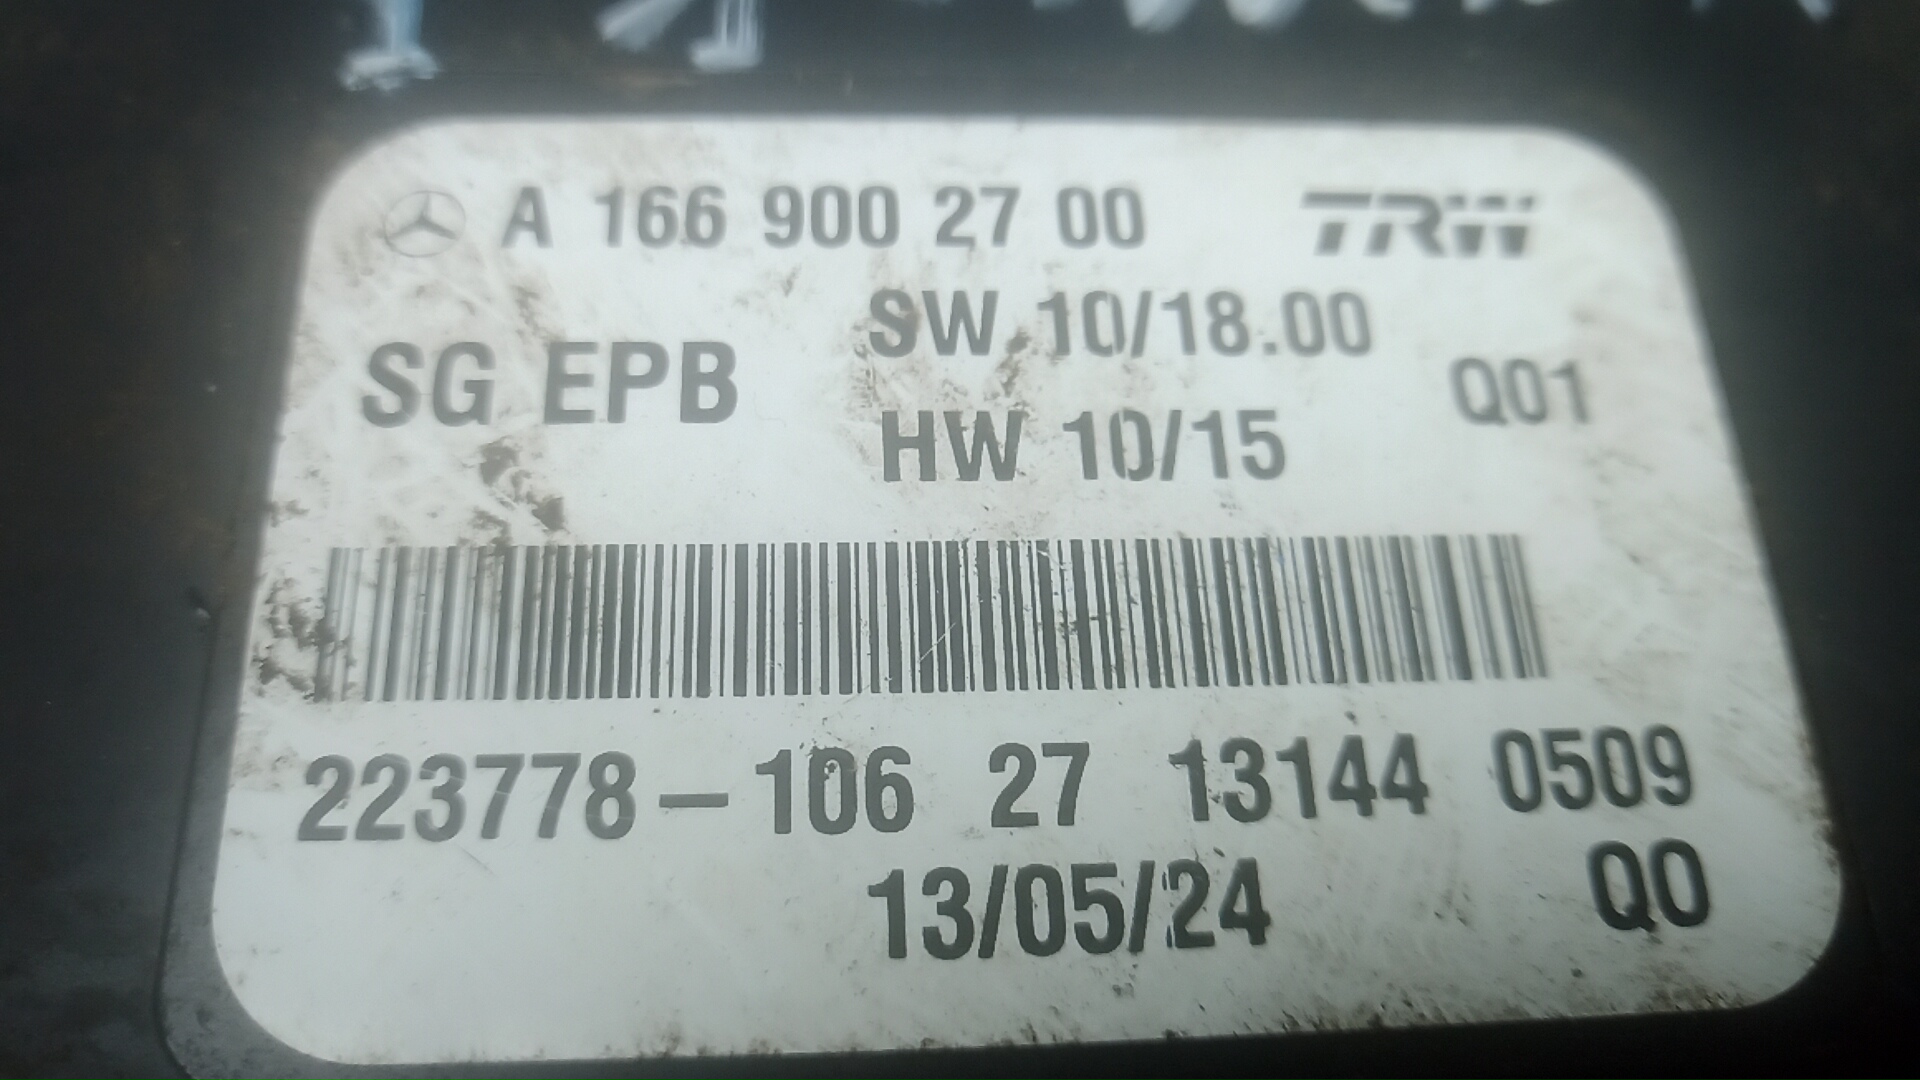 A 166 900 27 00 TRW
SW 10/18.00
SG EPB Q01
HW 10/15
223778-106 27 13144 0509
13/05/24 Q0